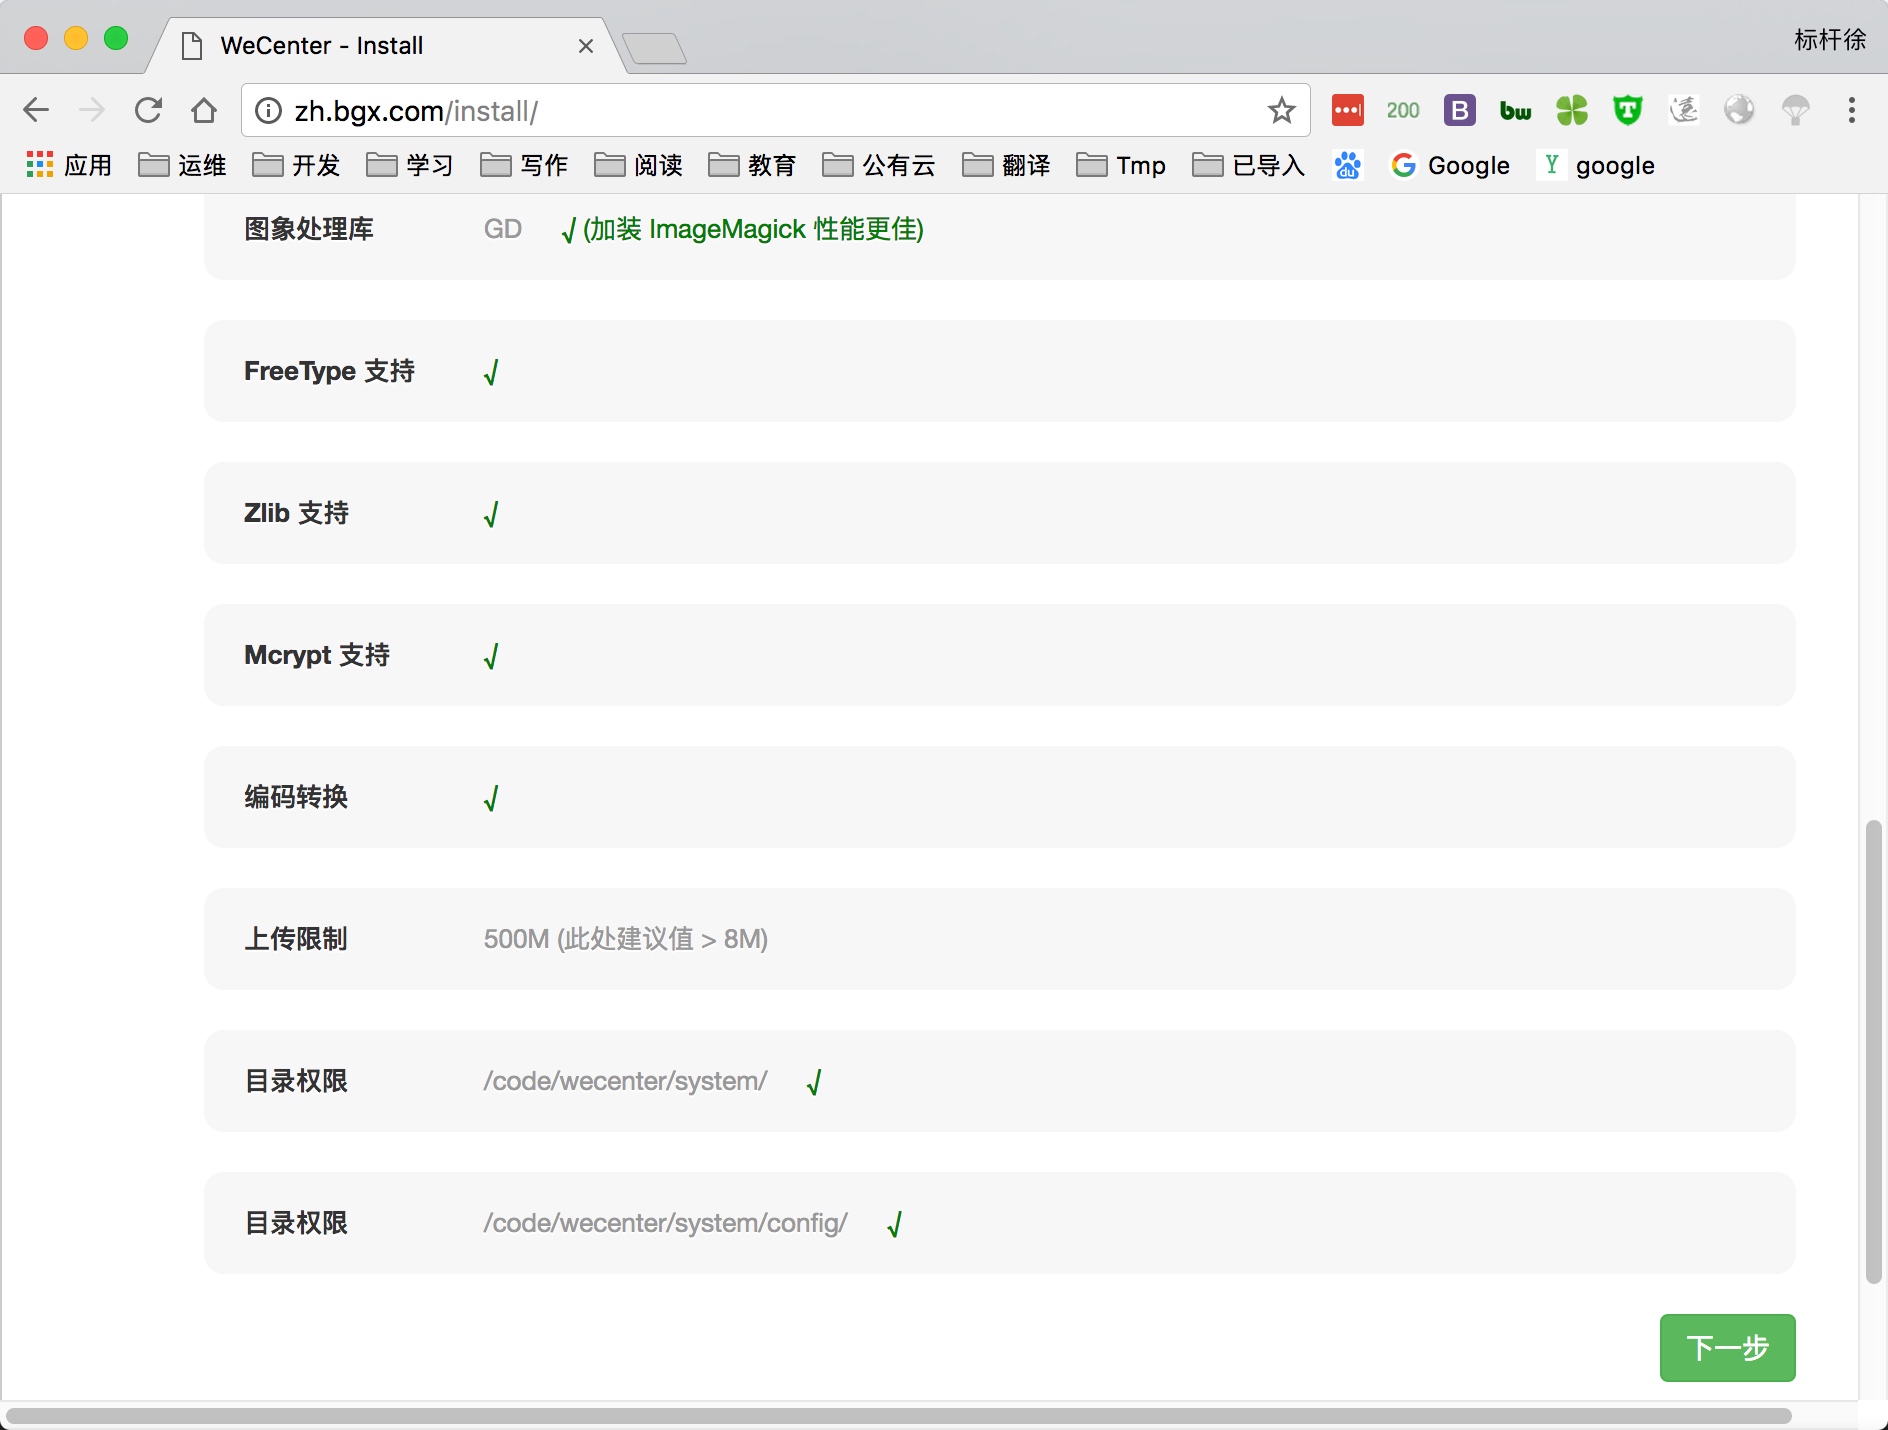 WeCenter - Install
标杆徐
zh.bgx.com/install/
200
B
bw
T
应用
运维
开发
学习
写作
阅读
教育
公有云
翻译
Tmp
已导入
du
Google
Y
google
图象处理库 GD √ (加装 ImageMagick 性能更佳)
FreeType 支持 √
Zlib 支持 √
Mcrypt 支持 √
编码转换 √
上传限制 500M (此处建议值 > 8M)
目录权限 /code/wecenter/system/ √
目录权限 /code/wecenter/system/config/ √
下一步